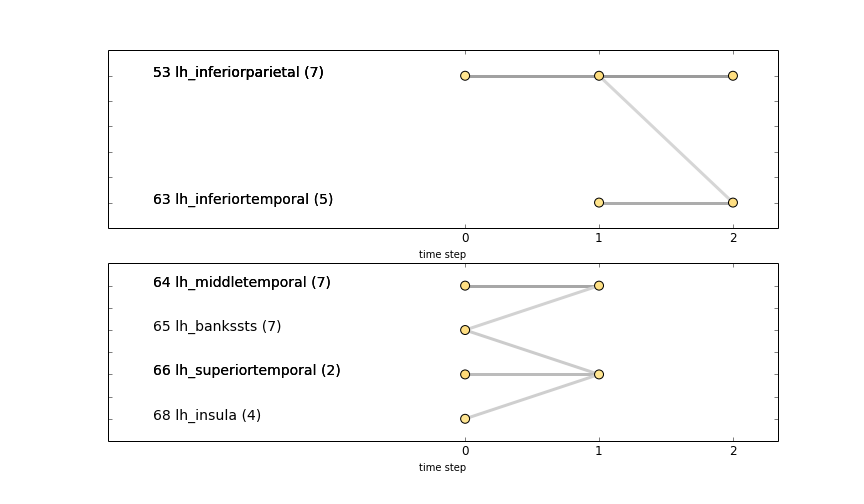 53 lh_inferiorparietal (7)
63 lh_inferiortemporal (5)
0 1 2
time step
64 lh_middletemporal (7)
65 lh_bankssts (7)
66 lh_superiortemporal (2)
68 lh_insula (4)
0 1 2
time step